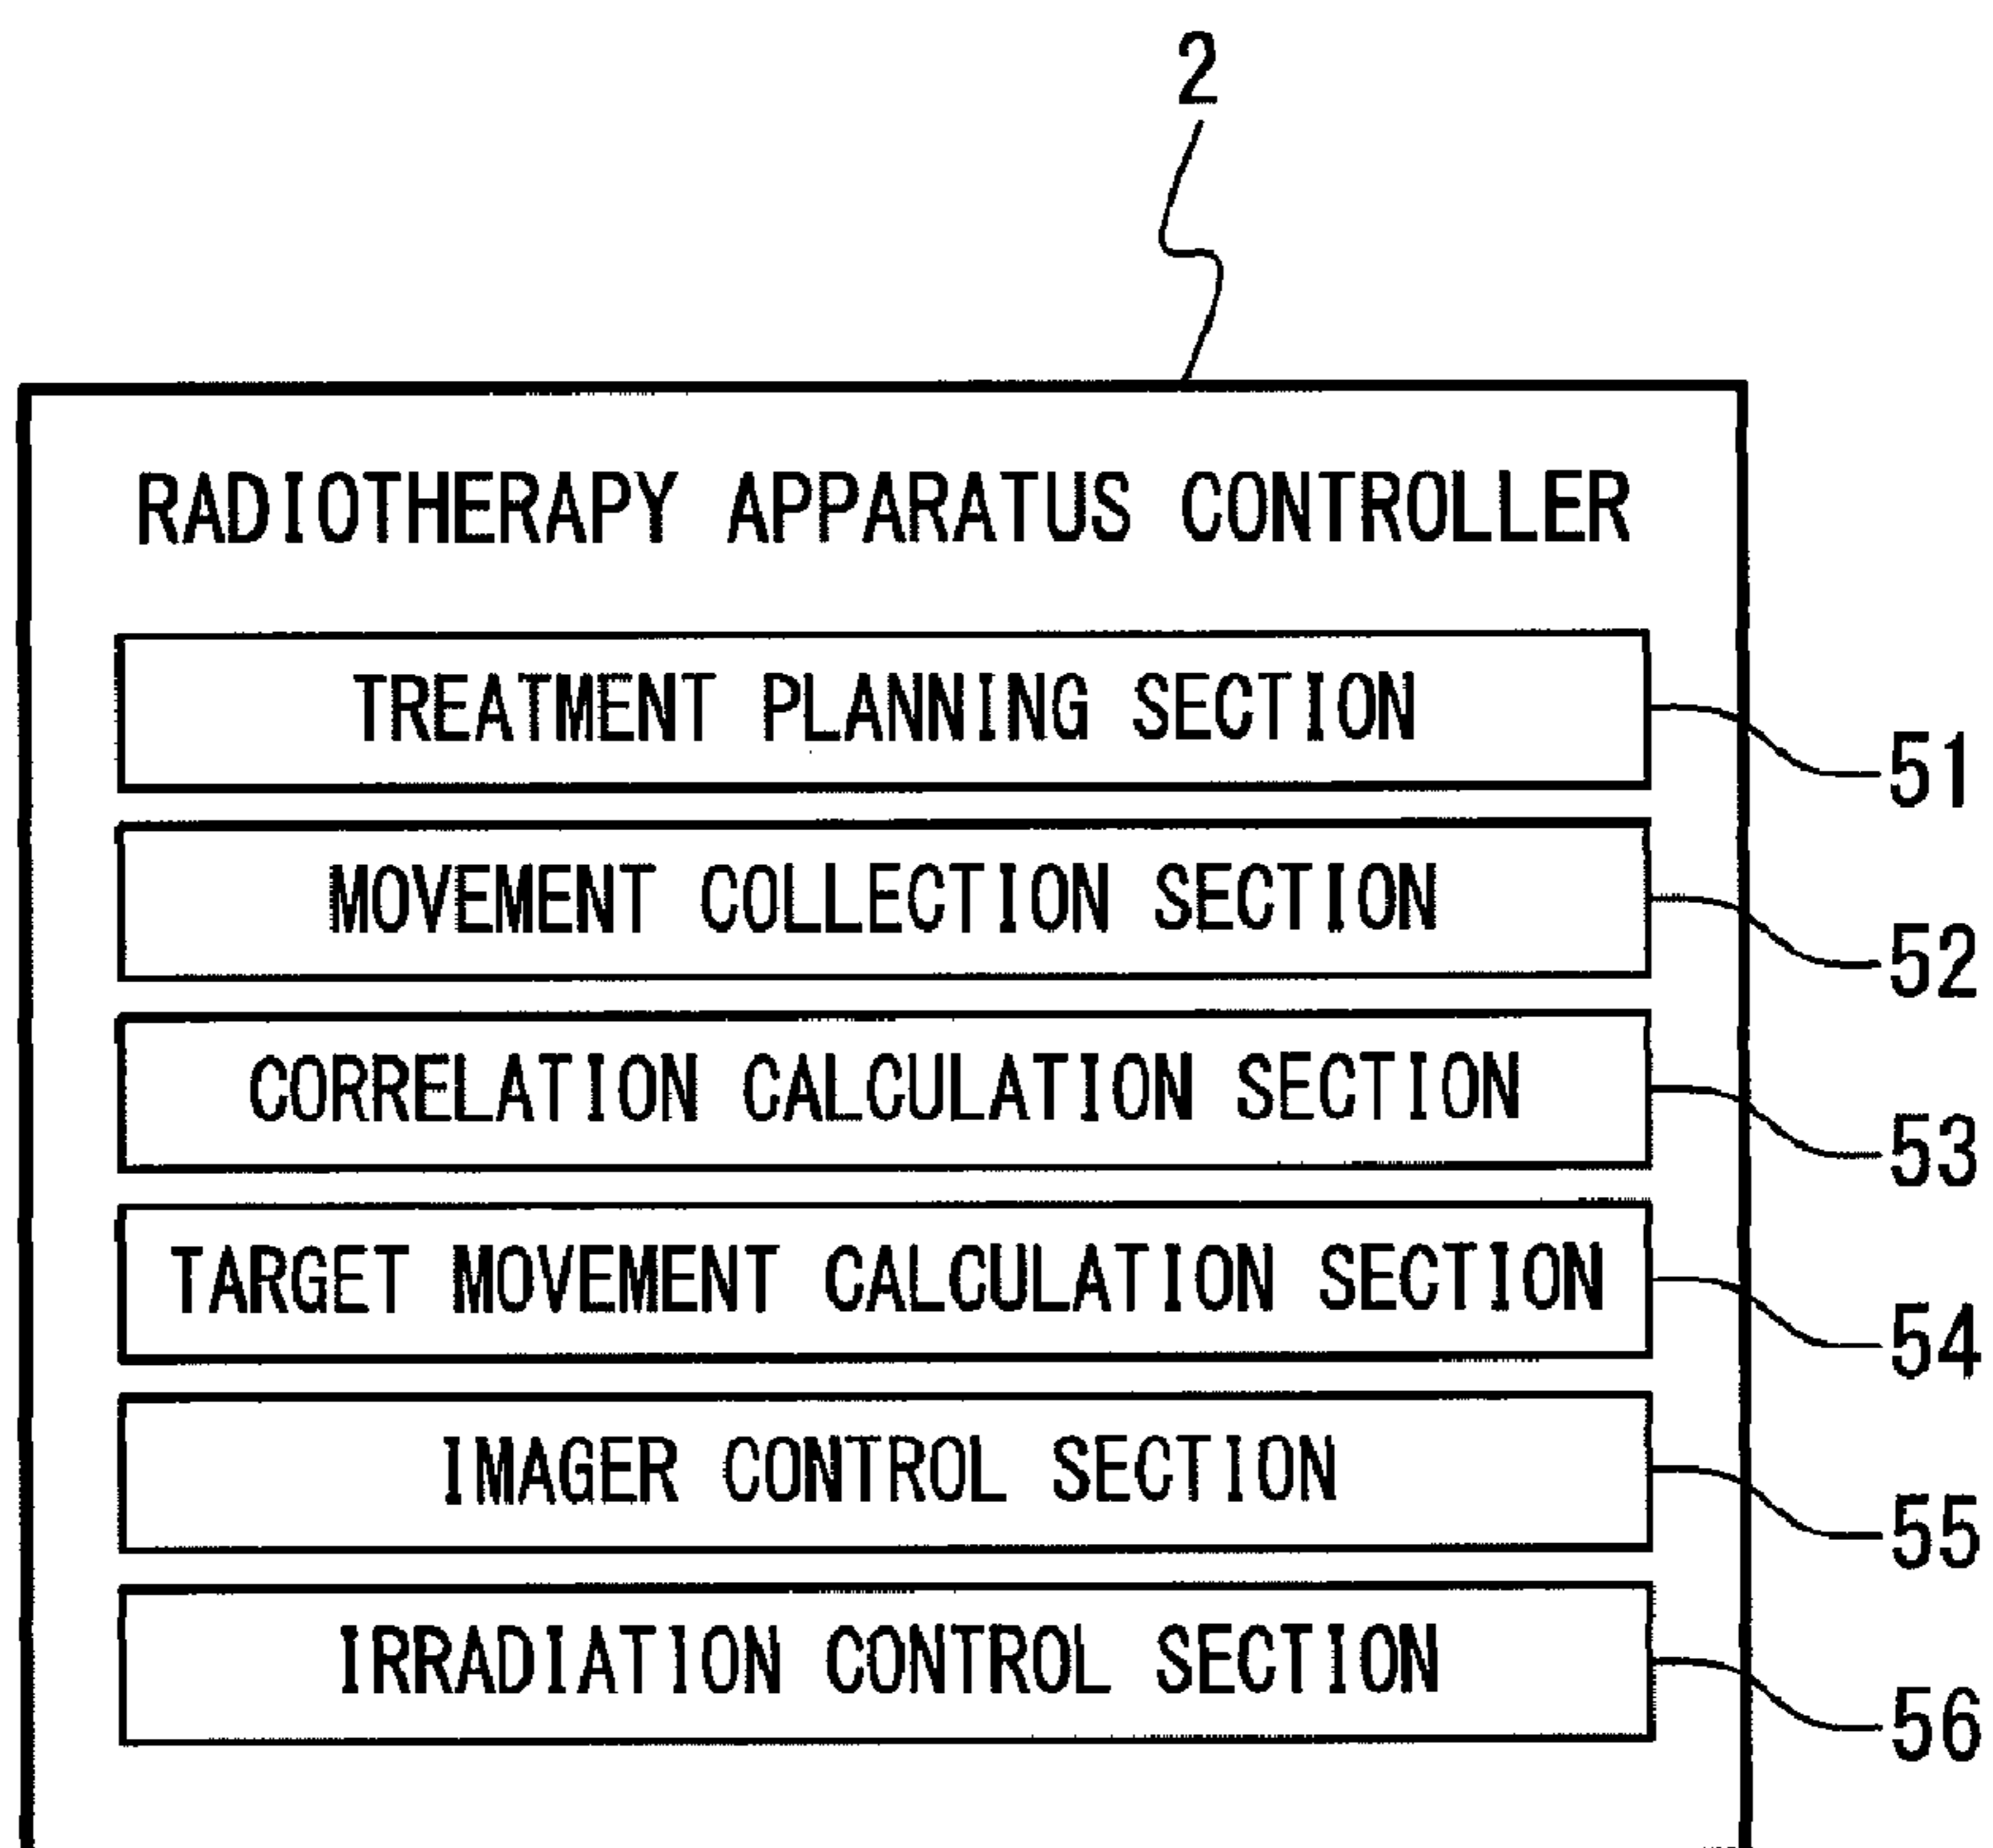 2
RADIOTHERAPY APPARATUS CONTROLLER
TREATMENT PLANNING SECTION
51
MOVEMENT COLLECTION SECTION
52
CORRELATION CALCULATION SECTION
53
TARGET MOVEMENT CALCULATION SECTION
54
IMAGER CONTROL SECTION
55
IRRADIATION CONTROL SECTION
56